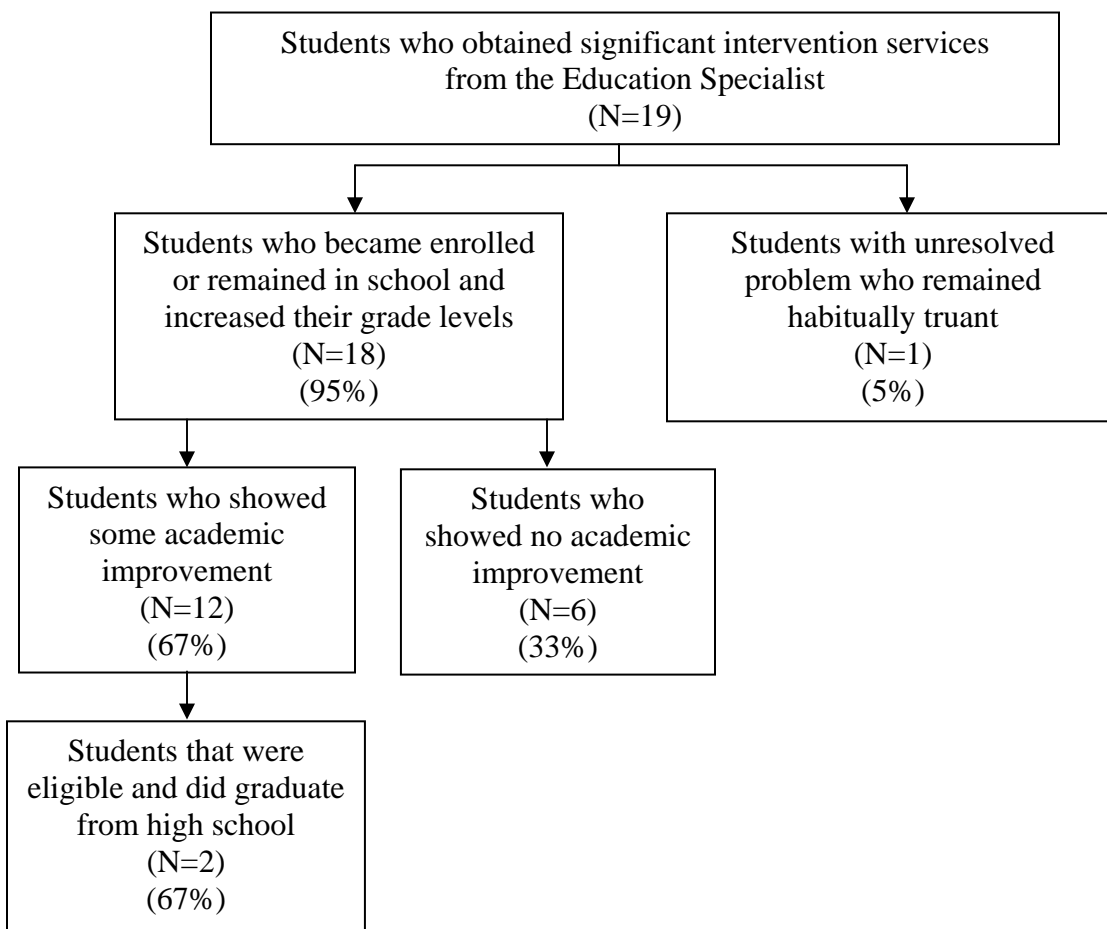 Students who obtained significant intervention services
from the Education Specialist
(N=19)
Students who became enrolled
or remained in school and
increased their grade levels
(N=18)
(95%)
Students with unresolved
problem who remained
habitually truant
(N=1)
(5%)
Students who showed
some academic
improvement
(N=12)
(67%)
Students who
showed no academic
improvement
(N=6)
(33%)
Students that were
eligible and did graduate
from high school
(N=2)
(67%)